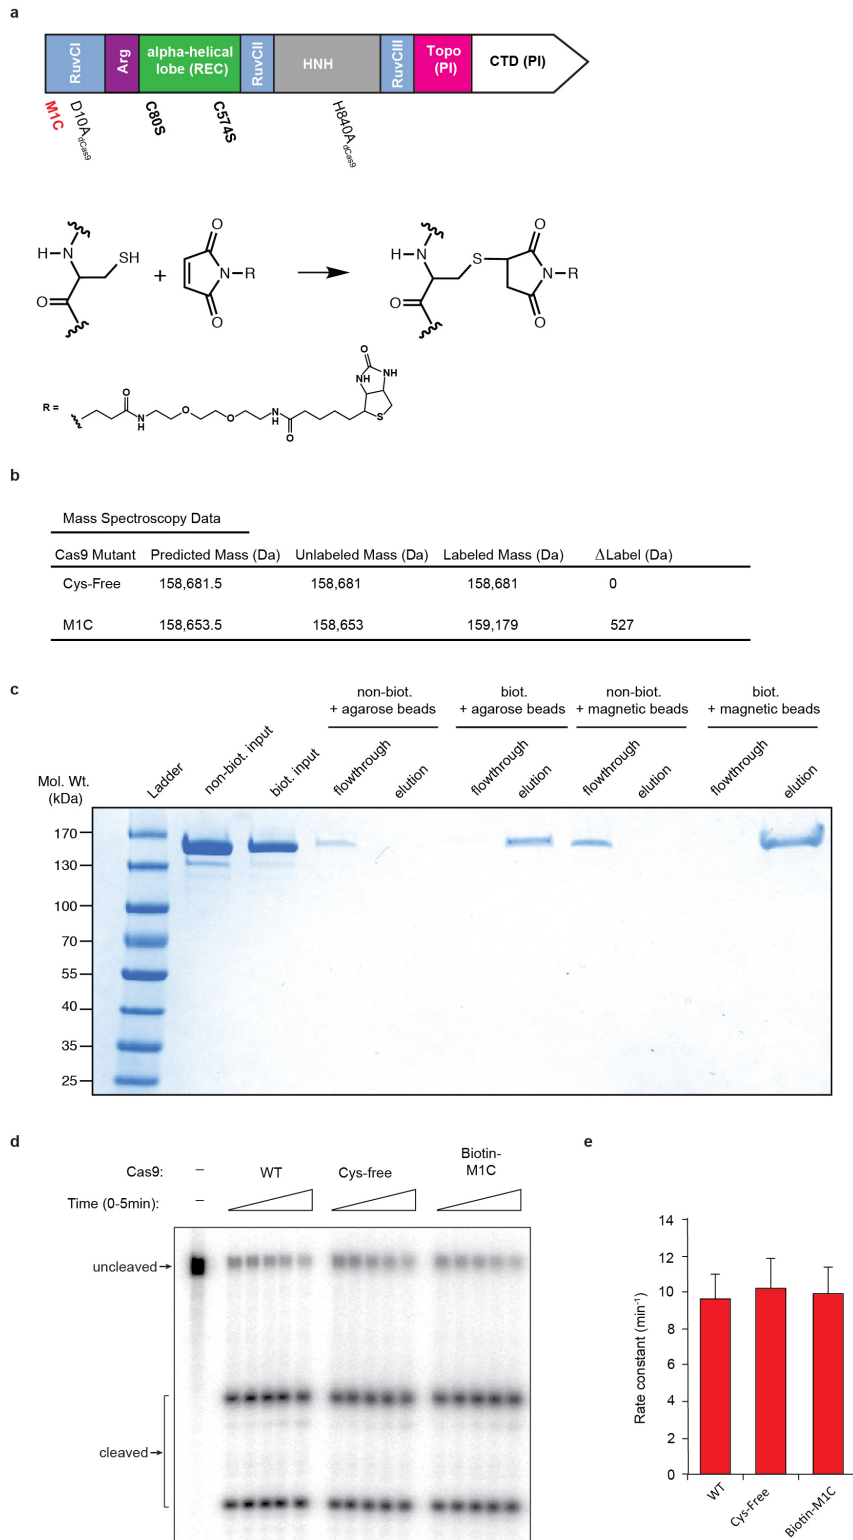 a
RuvCI
Arg
alpha-helical
lobe (REC)
RuvCII
HNH
RuvCIII
Topo
(PI)
CTD (PI)
M1C
D10A dCas9
C80S
C574S
H840A dCas9
H
N
SH
O
+
O
N
R
O
H
N
S
O
O
N
R
O
R =
O
N
H
O
O
N
H
O
O
NH
NH
S
b
Mass Spectroscopy Data
Cas9 Mutant Predicted Mass (Da) Unlabeled Mass (Da) Labeled Mass (Da) ΔLabel (Da)
Cys-Free 158,681.5 158,681 158,681 0
M1C 158,653.5 158,653 159,179 527
c
non-biot.
+ agarose beads
biot.
+ agarose beads
non-biot.
+ magnetic beads
biot.
+ magnetic beads
Mol. Wt.
(kDa)
Ladder
non-biot. input
biot. input
flowthrough
elution
flowthrough
elution
flowthrough
elution
flowthrough
elution
170
130
100
70
55
40
35
25
d
Cas9: – WT Cys-free Biotin-
M1C
Time (0-5min): –
uncleaved
cleaved
e
Rate constant (min⁻¹)
14
12
10
8
6
4
2
0
WT
Cys-Free
Biotin-M1C